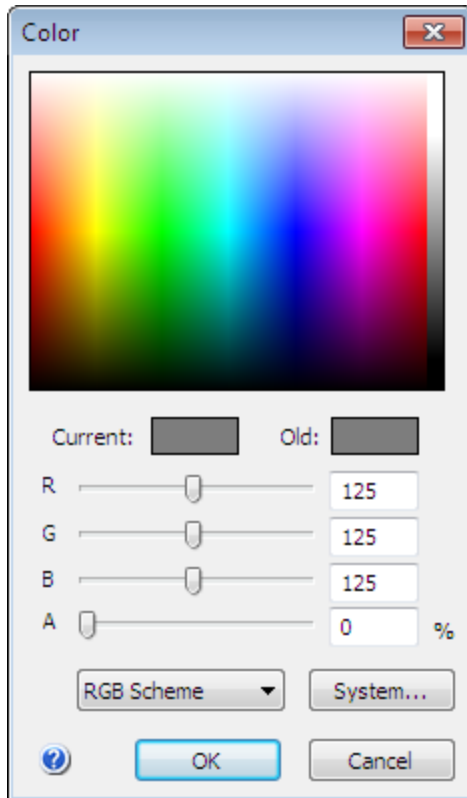 Color
Current: Old:
R 125
G 125
B 125
A 0 %
RGB Scheme System...
? OK Cancel